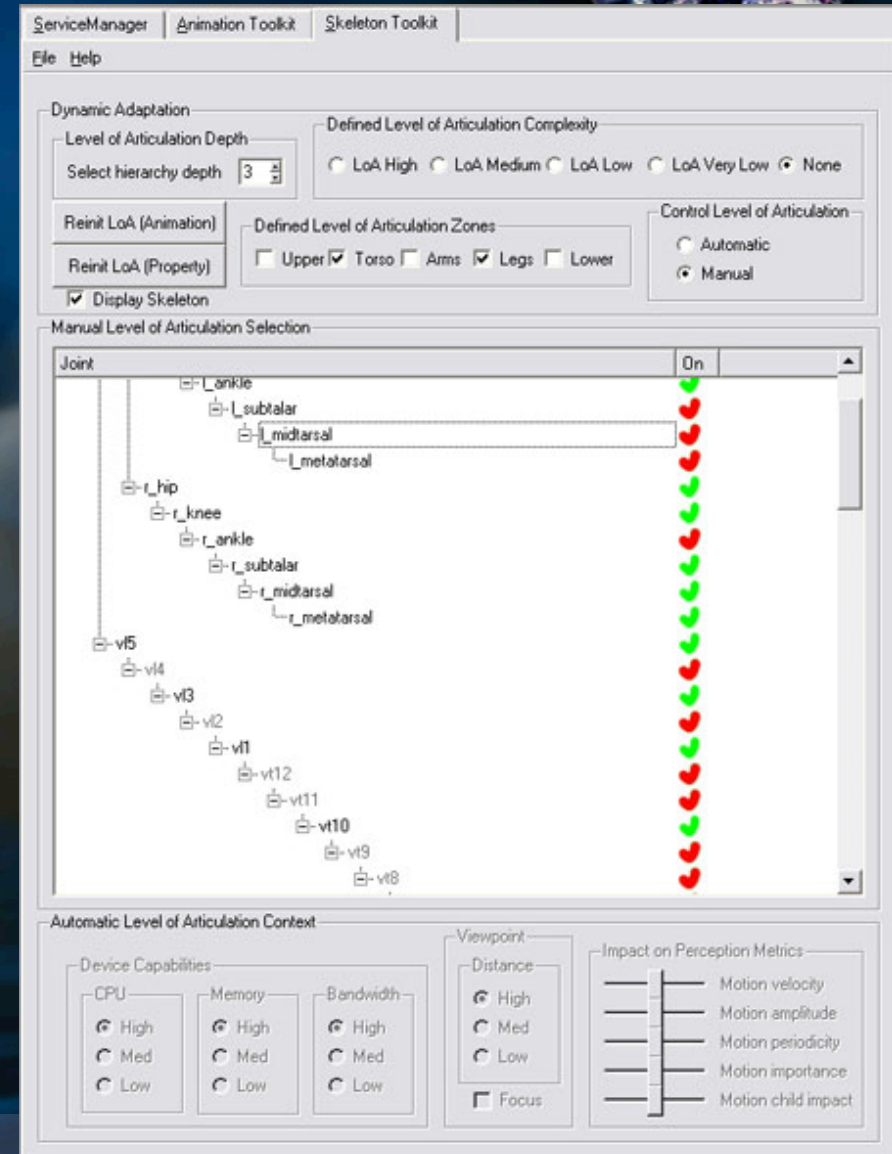 ServiceManager Animation Toolkit Skeleton Toolkit
File Help
Dynamic Adaptation
Level of Articulation Depth
Select hierarchy depth 3
Defined Level of Articulation Complexity
LoA High LoA Medium LoA Low LoA Very Low None
Reinit LoA (Animation)
Reinit LoA (Property)
Display Skeleton
Defined Level of Articulation Zones
Upper Torso Arms Legs Lower
Control Level of Articulation
Automatic
Manual
Manual Level of Articulation Selection
Joint On
l_ankle
l_subtalar
l_midtarsal
l_metatarsal
r_hip
r_knee
r_ankle
r_subtalar
r_midtarsal
r_metatarsal
vl5
vl4
vl3
vl2
vl1
vt12
vt11
vt10
vt9
vt8
Automatic Level of Articulation Context
Device Capabilities
CPU
High
Med
Low
Memory
High
Med
Low
Bandwidth
High
Med
Low
Viewpoint
Distance
High
Med
Low
Focus
Impact on Perception Metrics
Motion velocity
Motion amplitude
Motion periodicity
Motion importance
Motion child impact